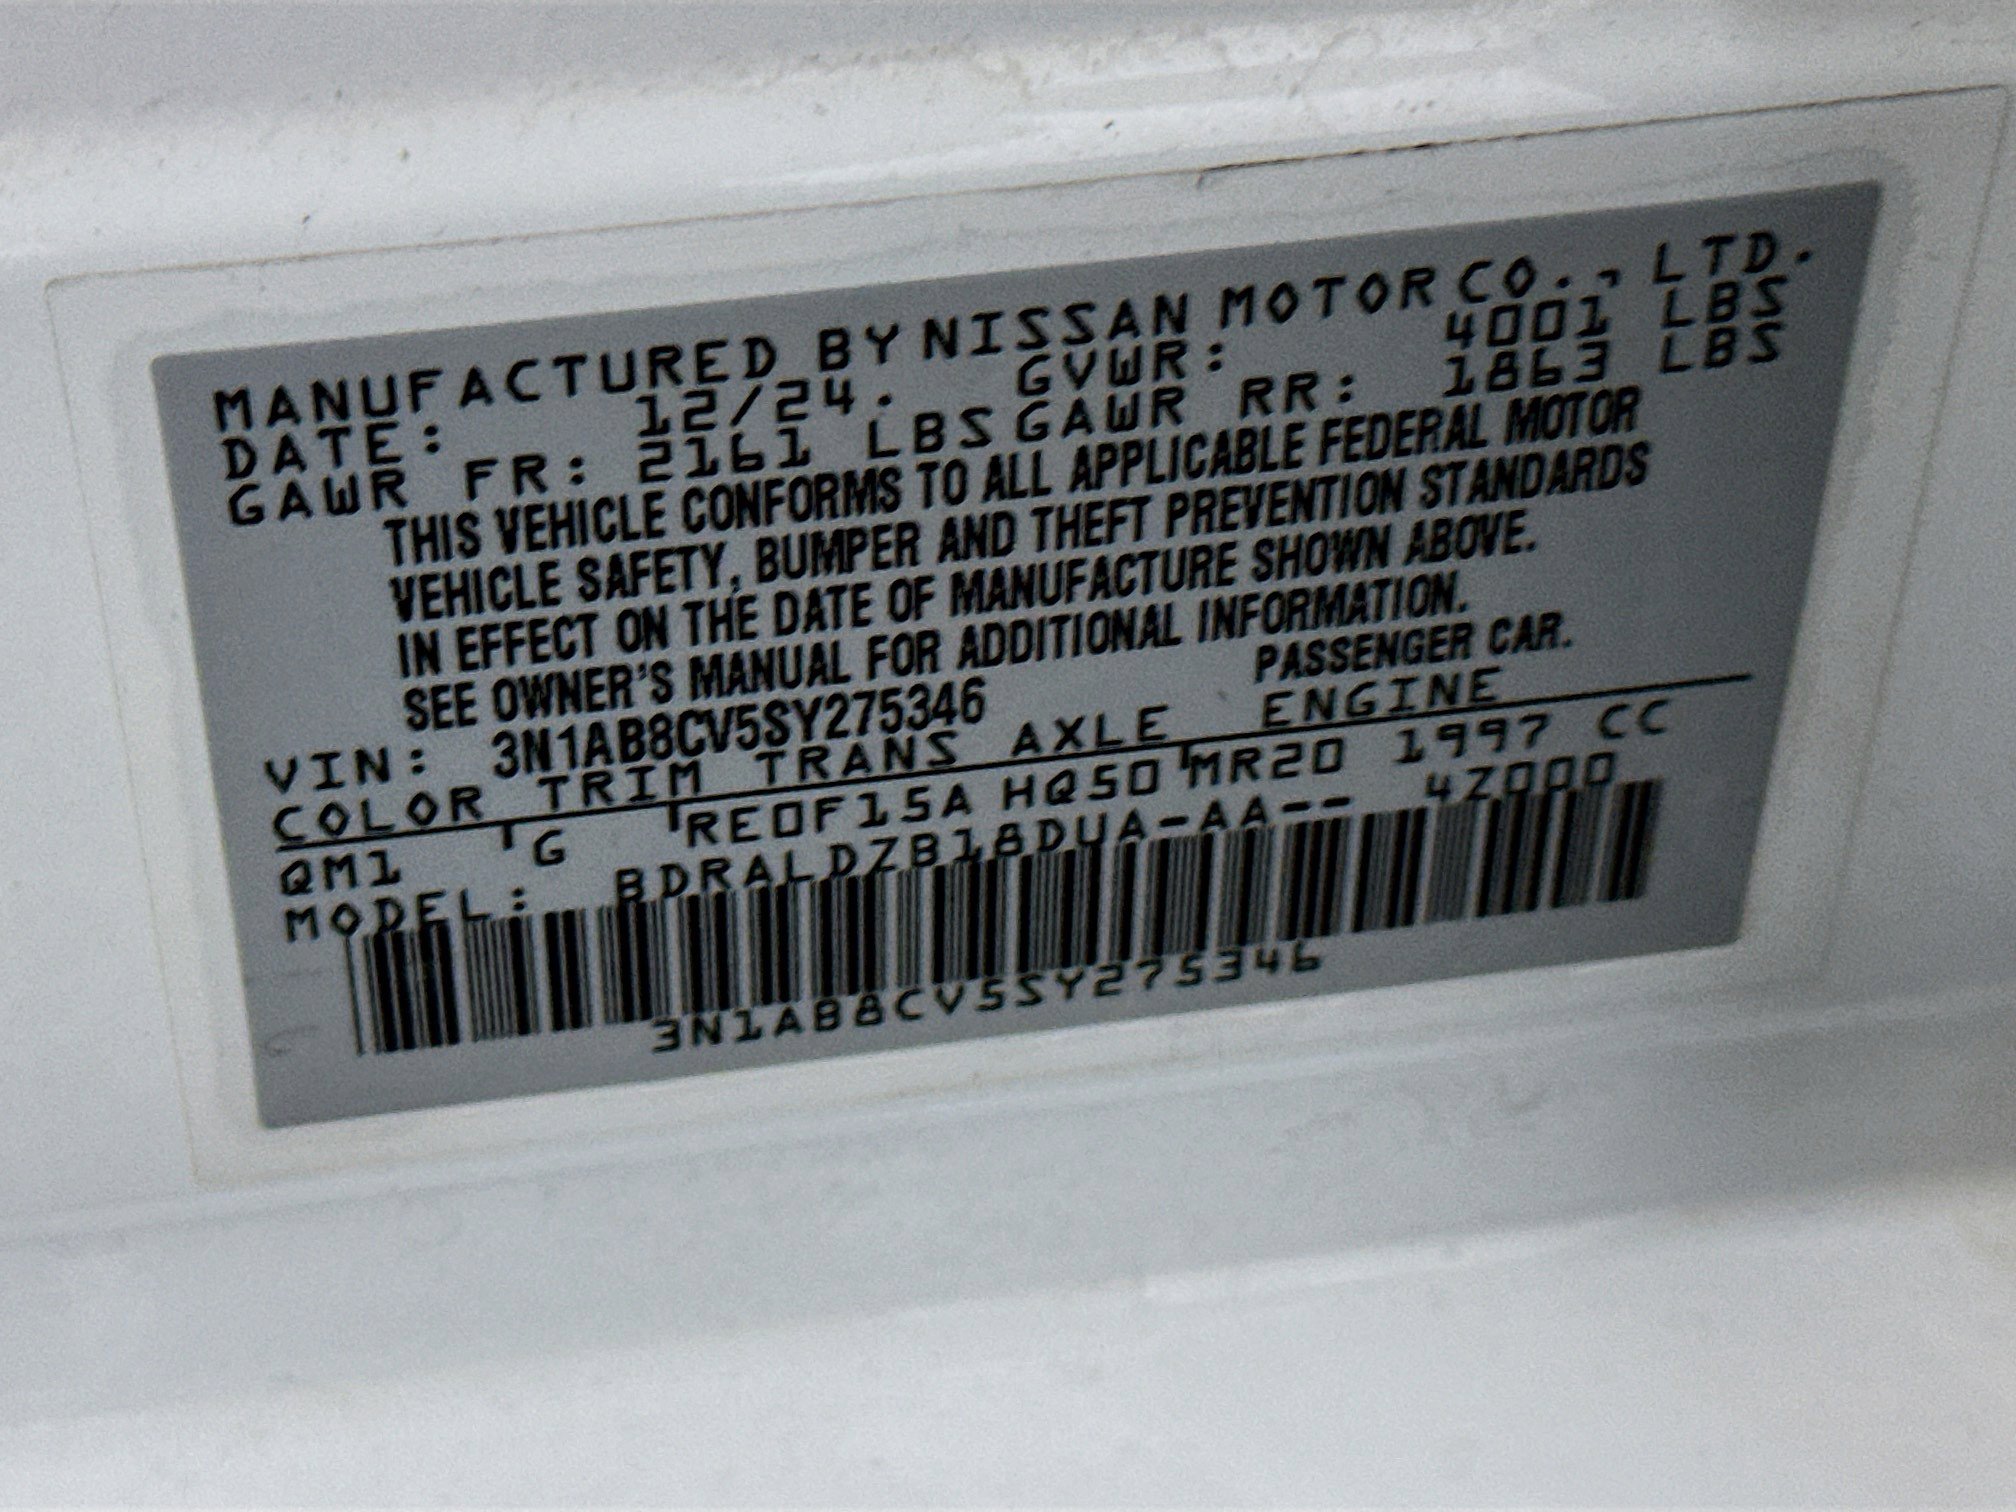 MANUFACTURED BY NISSAN MOTOR CO., LTD.
DATE: 12/24. GVWR: 4001 LBS
GAWR FR: 2161 LBS GAWR RR: 1863 LBS
THIS VEHICLE CONFORMS TO ALL APPLICABLE FEDERAL MOTOR
VEHICLE SAFETY, BUMPER AND THEFT PREVENTION STANDARDS
IN EFFECT ON THE DATE OF MANUFACTURE SHOWN ABOVE.
SEE OWNER'S MANUAL FOR ADDITIONAL INFORMATION.
VIN: 3N1AB8CV5SY275346 PASSENGER CAR.
COLOR TRIM TRANS AXLE ENGINE
QM1 G RE0F15A HQ50 MR20 1997 CC
MODEL: BDRALDZB18DUA-AA-- 4Z000
3N1AB8CV5SY275346